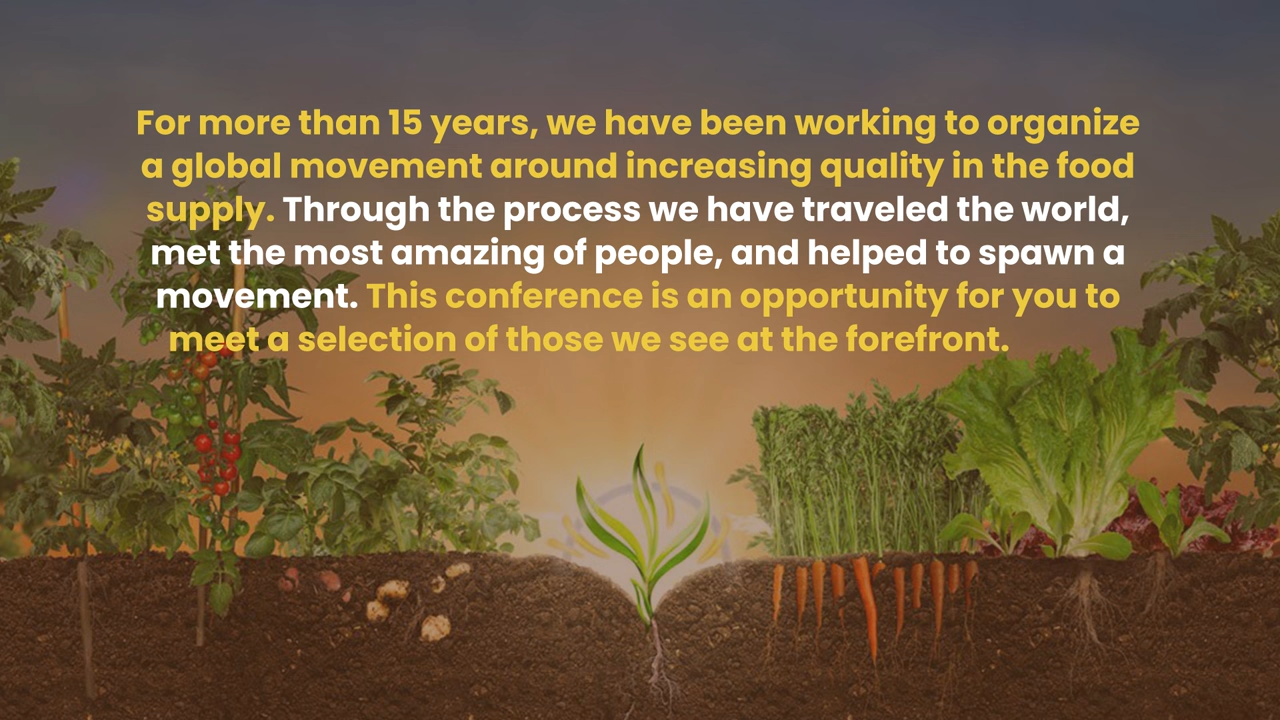 For more than 15 years, we have been working to organize
a global movement around increasing quality in the food
supply. Through the process we have traveled the world,
met the most amazing of people, and helped to spawn a
movement. This conference is an opportunity for you to
meet a selection of those we see at the forefront.